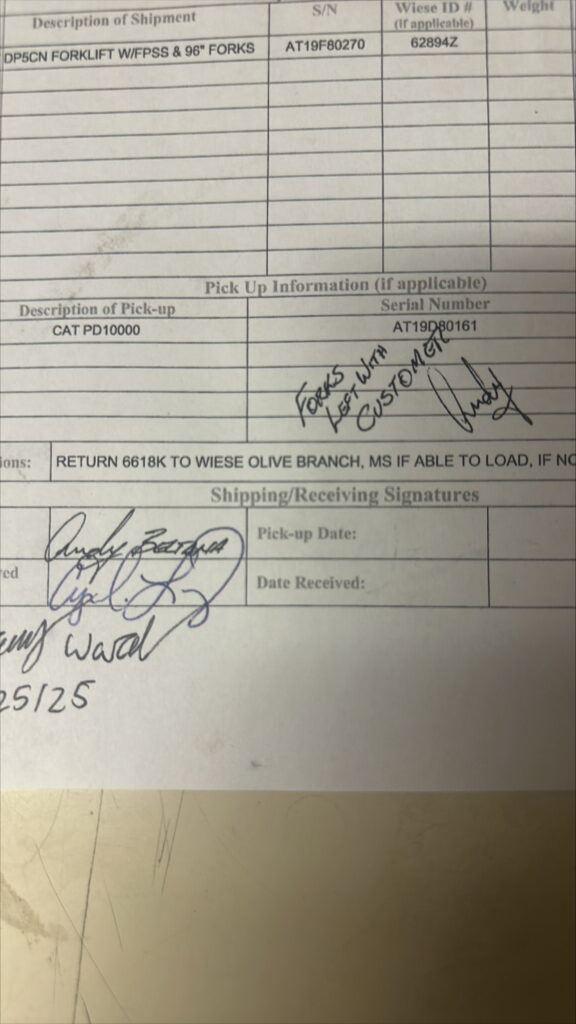 Description of Shipment S/N Wiese ID # (if applicable) Weight
DP5CN FORKLIFT W/FPSS & 96" FORKS AT19F80270 62894Z
Pick Up Information (if applicable)
Description of Pick-up Serial Number
CAT PD10000 AT19D80161
FORKS
LEFT WITH
CUSTOMER
Andy
ions: RETURN 6618K TO WIESE OLIVE BRANCH, MS IF ABLE TO LOAD, IF NO
Shipping/Receiving Signatures
Andy Pick-up Date:
red Date Received:
Ward
25/25